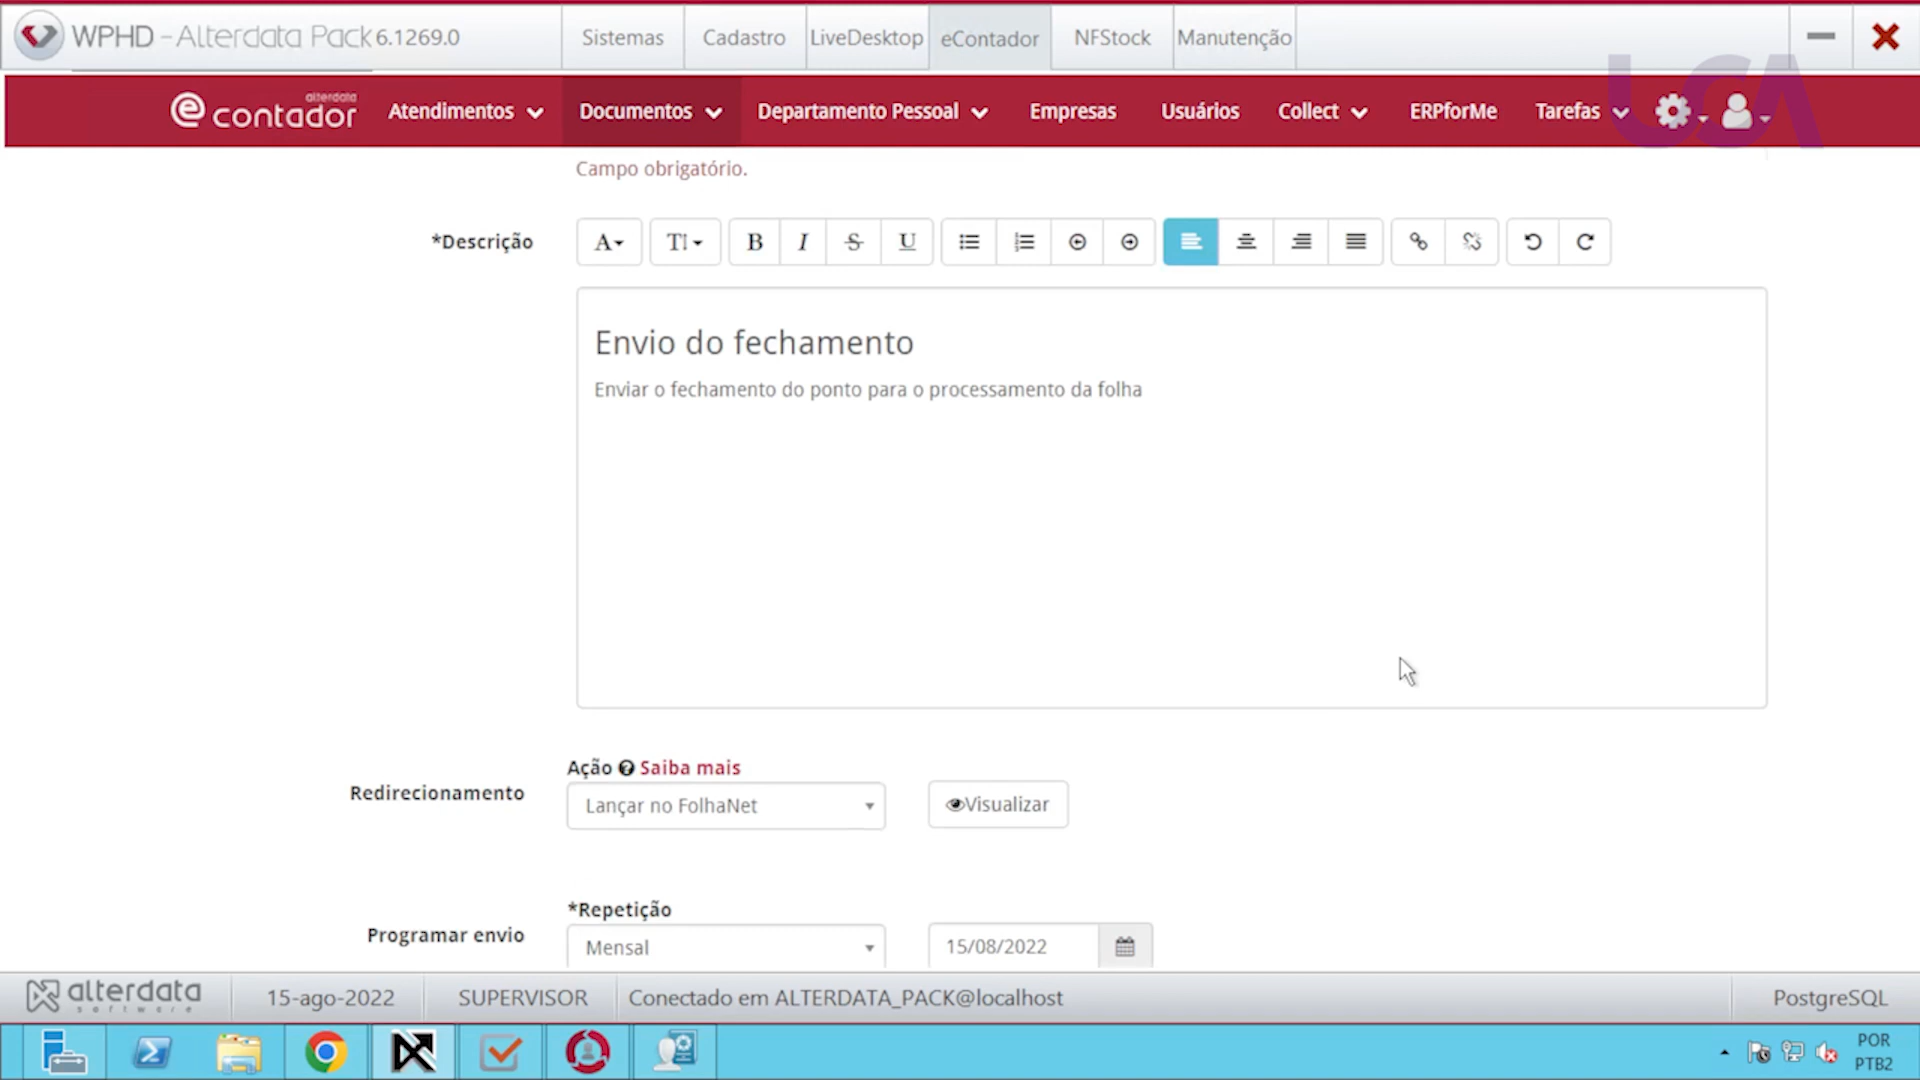 WPHD - Alterdata Pack 6.1269.0
Sistemas
Cadastro
LiveDesktop
eContador
NFStock
Manutenção
UCA
alterdata
e contador
Atendimentos
Documentos
Departamento Pessoal
Empresas
Usuários
Collect
ERPforMe
Tarefas
Campo obrigatório.
*Descrição
A
T
B
I
S
U
Envio do fechamento
Enviar o fechamento do ponto para o processamento da folha
Ação Saiba mais
Redirecionamento
Lançar no FolhaNet
Visualizar
*Repetição
Programar envio
Mensal
15/08/2022
alterdata
software
15-ago-2022
SUPERVISOR
Conectado em ALTERDATA_PACK@localhost
PostgreSQL
POR
PTB2